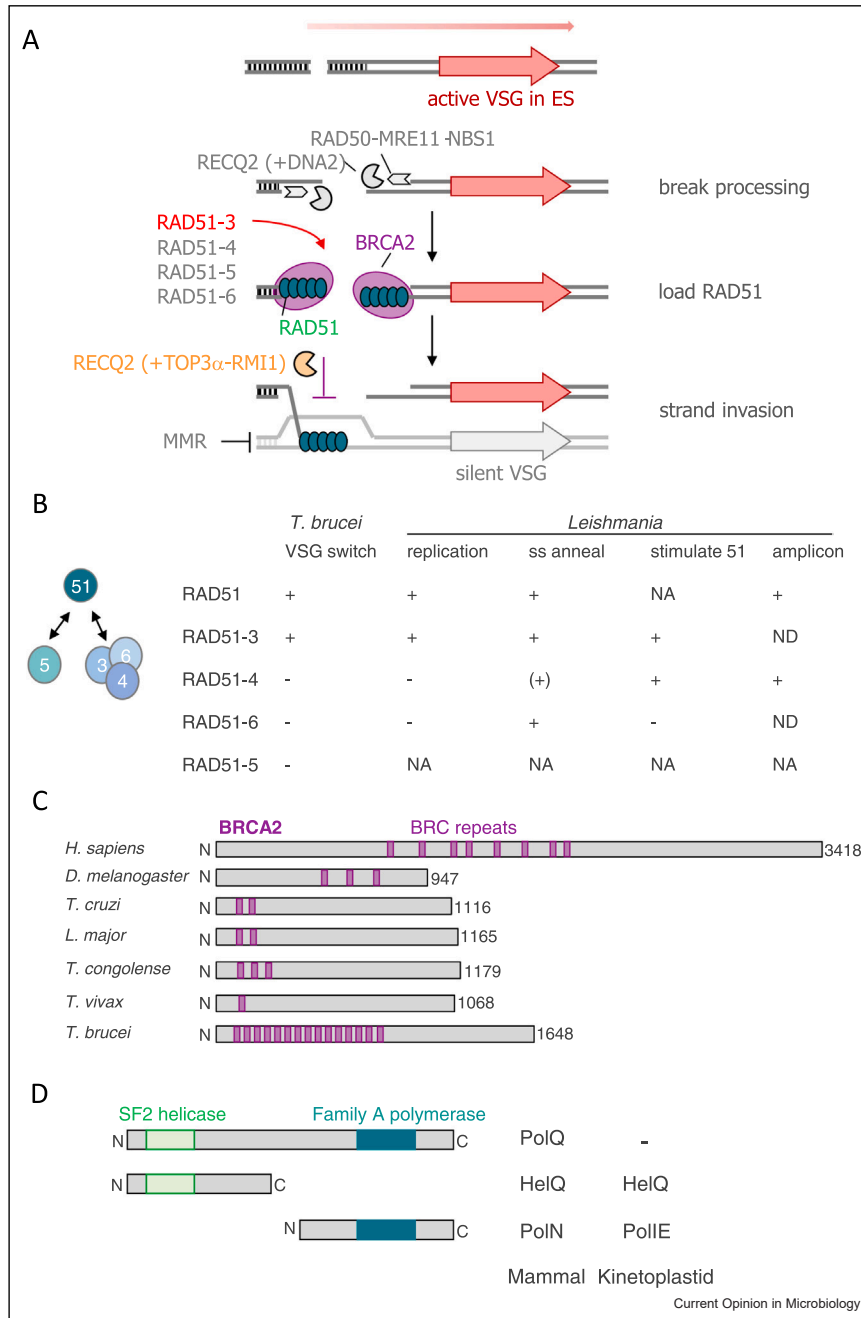 A
active VSG in ES
RAD50-MRE11-NBS1
RECQ2 (+DNA2)
break processing
RAD51-3
RAD51-4
RAD51-5
RAD51-6
BRCA2
load RAD51
RAD51
RECQ2 (+TOP3α-RMI1)
strand invasion
MMR
silent VSG
B
T. brucei Leishmania
VSG switch replication ss anneal stimulate 51 amplicon
51
5 3 6 4
RAD51 + + + NA +
RAD51-3 + + + + ND
RAD51-4 - - (+) + +
RAD51-6 - - + - ND
RAD51-5 - NA NA NA NA
C
BRCA2 BRC repeats
H. sapiens N 3418
D. melanogaster N 947
T. cruzi N 1116
L. major N 1165
T. congolense N 1179
T. vivax N 1068
T. brucei N 1648
D
SF2 helicase Family A polymerase
N C PolQ -
N C HelQ HelQ
N C PolN PolIE
Mammal Kinetoplastid
Current Opinion in Microbiology